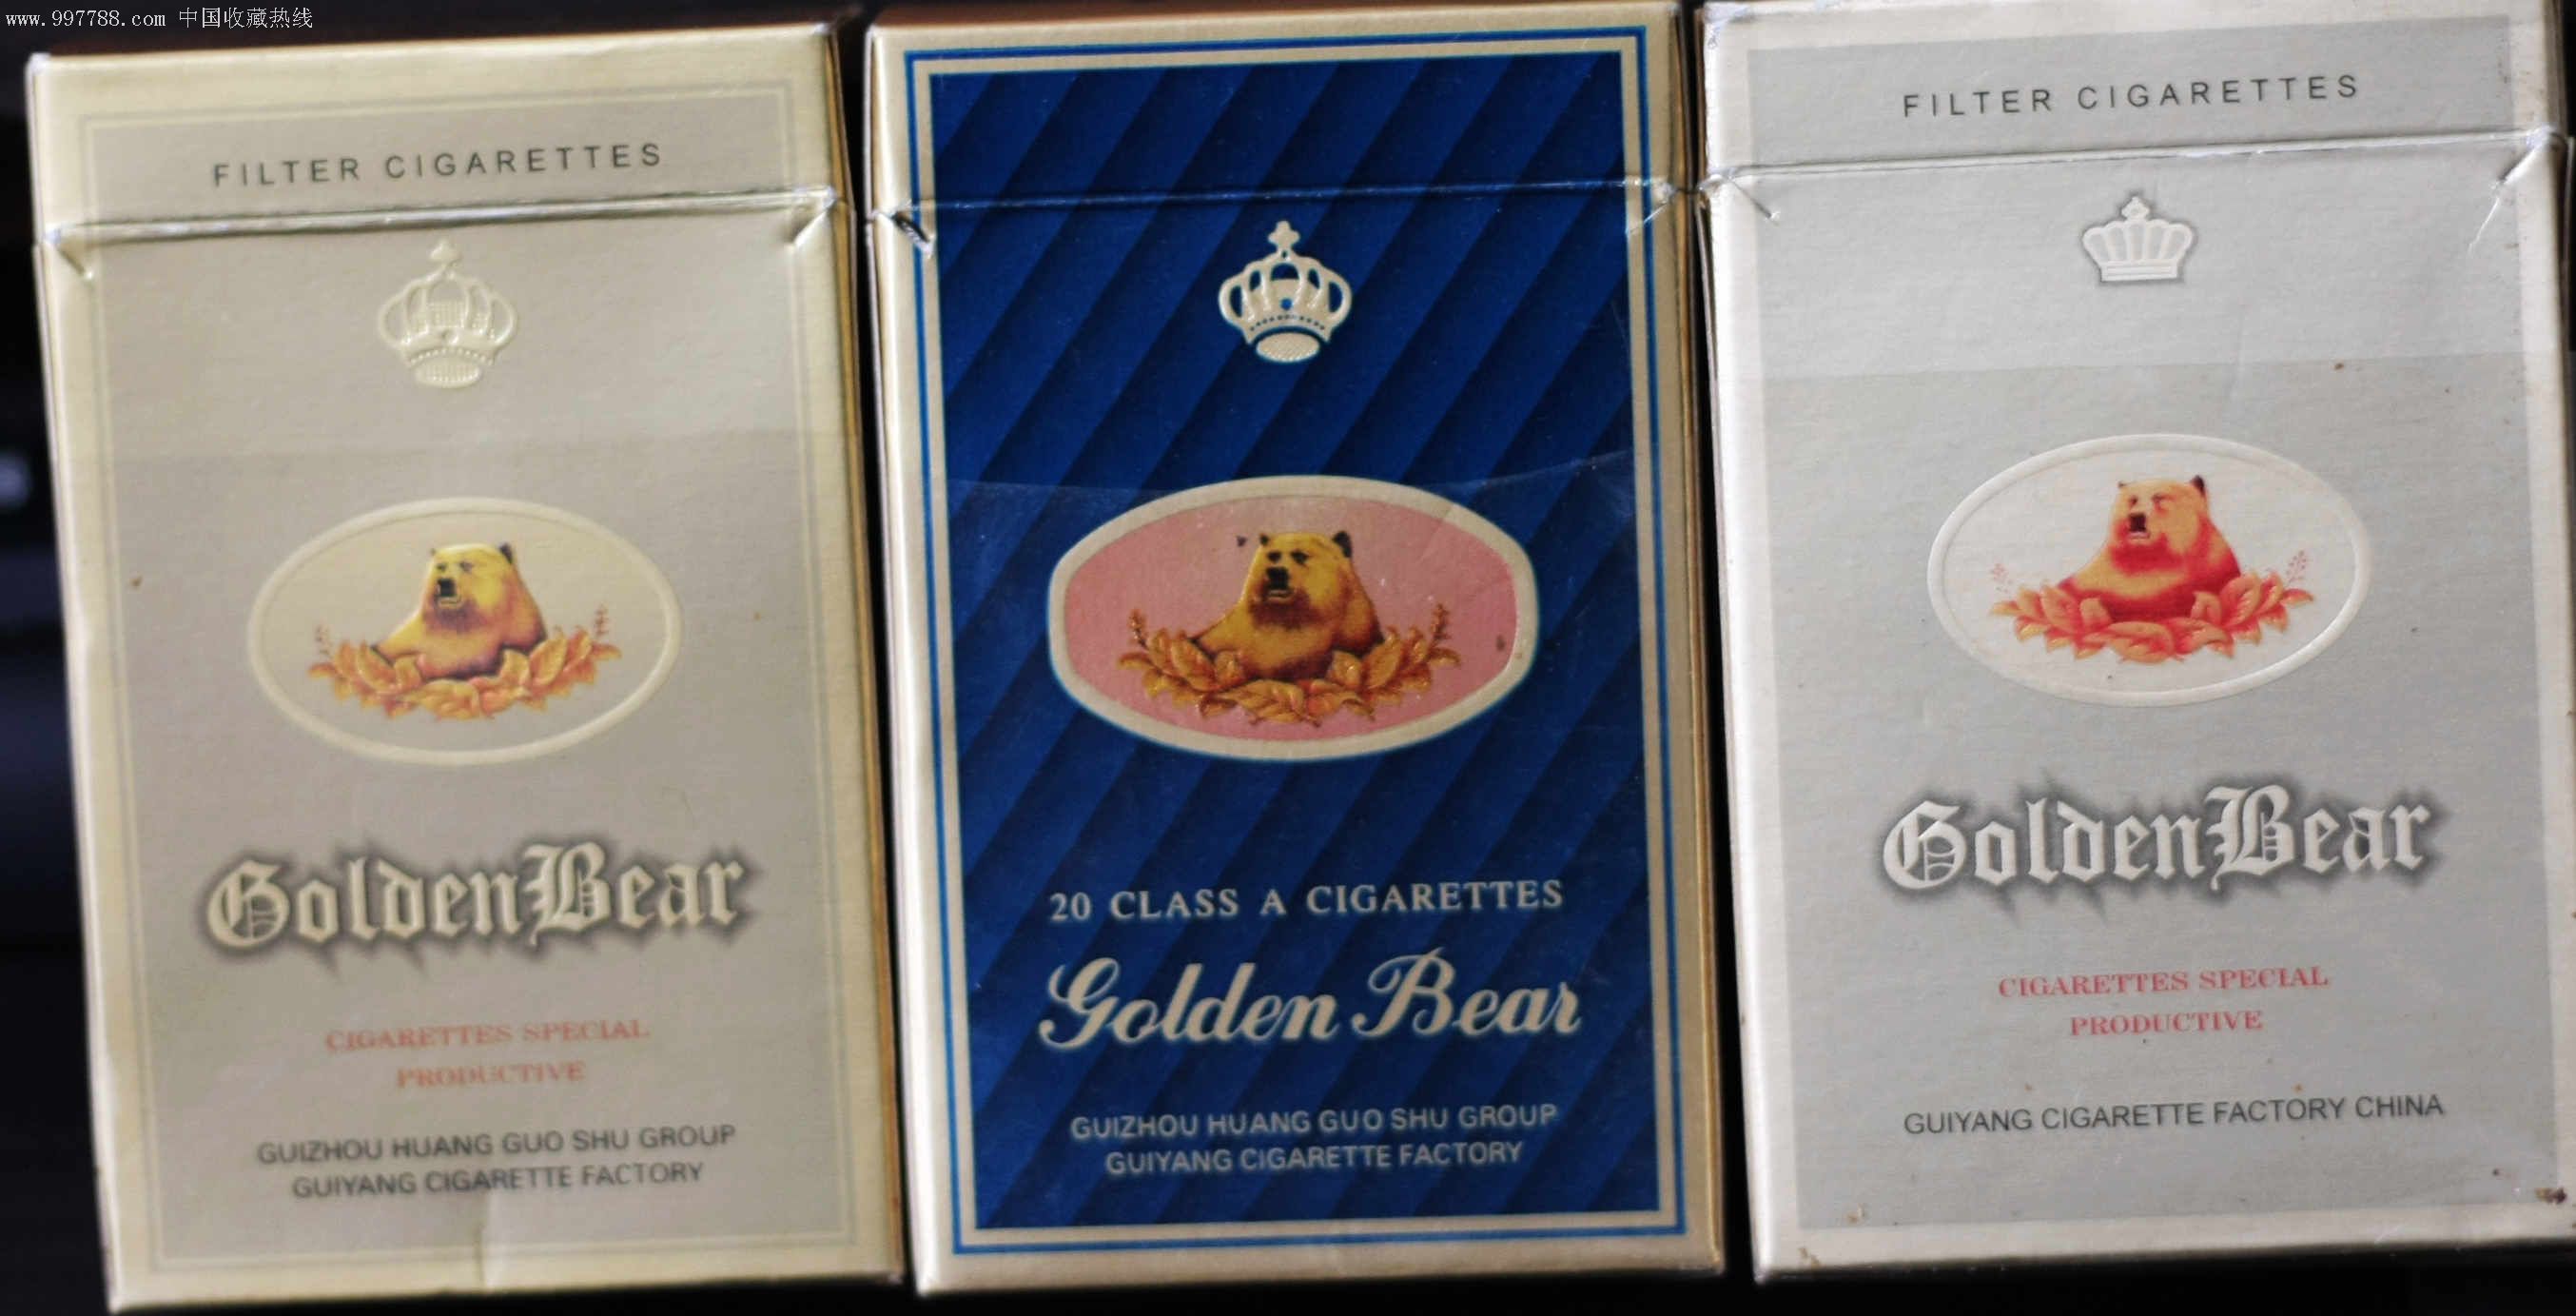 www.997788.com 中国收藏热线
FILTER CIGARETTES
GoldenBear
CIGARETTES SPECIAL
PRODUCTIVE
GUIZHOU HUANG GUO SHU GROUP
GUIYANG CIGARETTE FACTORY
20 CLASS A CIGARETTES
Golden Bear
GUIZHOU HUANG GUO SHU GROUP
GUIYANG CIGARETTE FACTORY
FILTER CIGARETTES
GoldenBear
CIGARETTES SPECIAL
PRODUCTIVE
GUIYANG CIGARETTE FACTORY CHINA